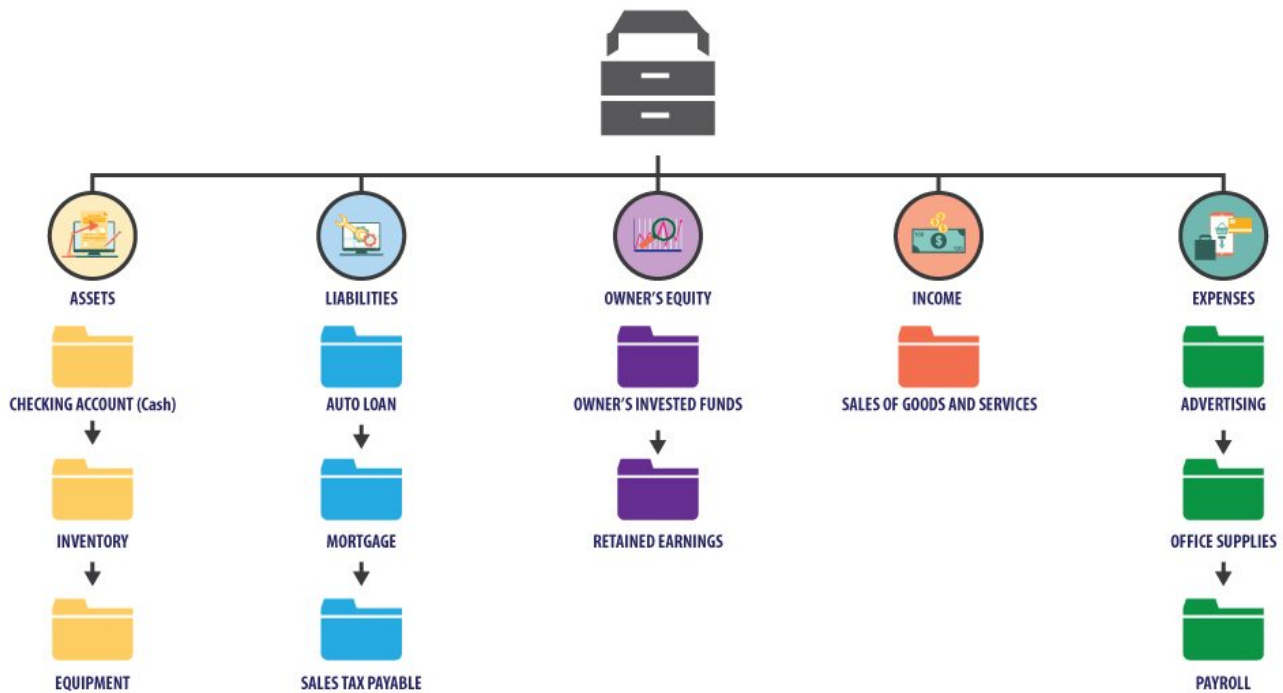 ASSETS
LIABILITIES
OWNER'S EQUITY
INCOME
EXPENSES
CHECKING ACCOUNT (Cash)
AUTO LOAN
OWNER'S INVESTED FUNDS
SALES OF GOODS AND SERVICES
ADVERTISING
INVENTORY
MORTGAGE
RETAINED EARNINGS
OFFICE SUPPLIES
EQUIPMENT
SALES TAX PAYABLE
PAYROLL